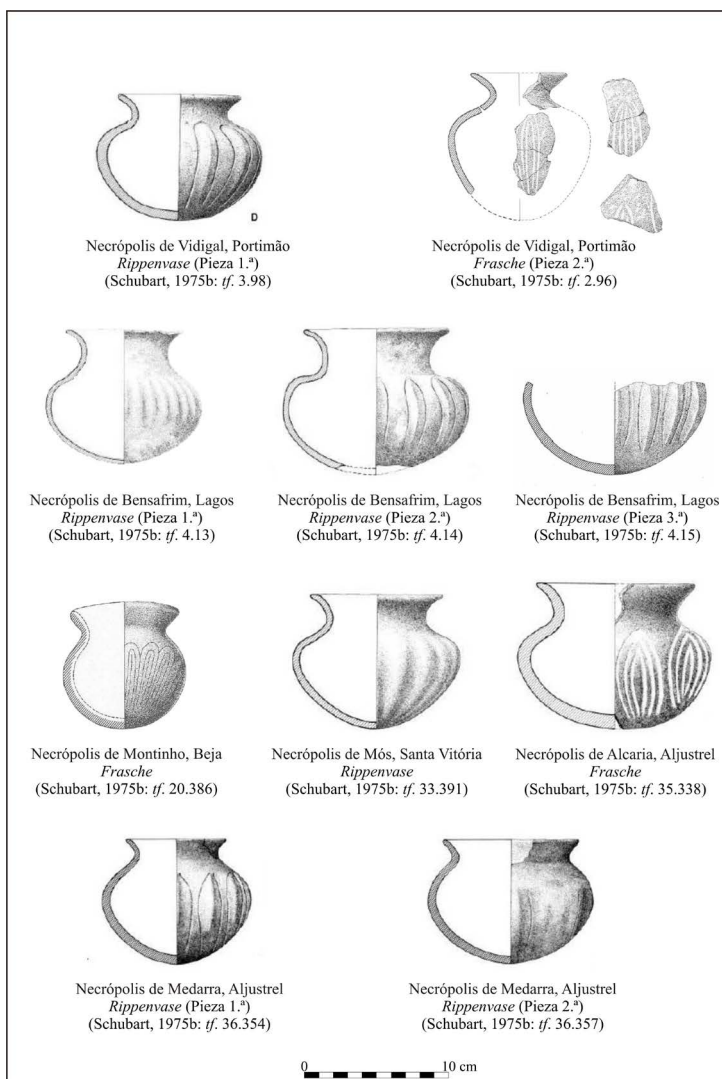 D
Necrópolis de Vidigal, Portimão
Rippenvase (Pieza 1.ª)
(Schubart, 1975b: tf. 3.98)
Necrópolis de Vidigal, Portimão
Frasche (Pieza 2.ª)
(Schubart, 1975b: tf. 2.96)
Necrópolis de Bensafrim, Lagos
Rippenvase (Pieza 1.ª)
(Schubart, 1975b: tf. 4.13)
Necrópolis de Bensafrim, Lagos
Rippenvase (Pieza 2.ª)
(Schubart, 1975b: tf. 4.14)
Necrópolis de Bensafrim, Lagos
Rippenvase (Pieza 3.ª)
(Schubart, 1975b: tf. 4.15)
Necrópolis de Montinho, Beja
Frasche
(Schubart, 1975b: tf. 20.386)
Necrópolis de Mós, Santa Vitória
Rippenvase
(Schubart, 1975b: tf. 33.391)
Necrópolis de Alcaria, Aljustrel
Frasche
(Schubart, 1975b: tf. 35.338)
Necrópolis de Medarra, Aljustrel
Rippenvase (Pieza 1.ª)
(Schubart, 1975b: tf. 36.354)
Necrópolis de Medarra, Aljustrel
Rippenvase (Pieza 2.ª)
(Schubart, 1975b: tf. 36.357)
0 10 cm